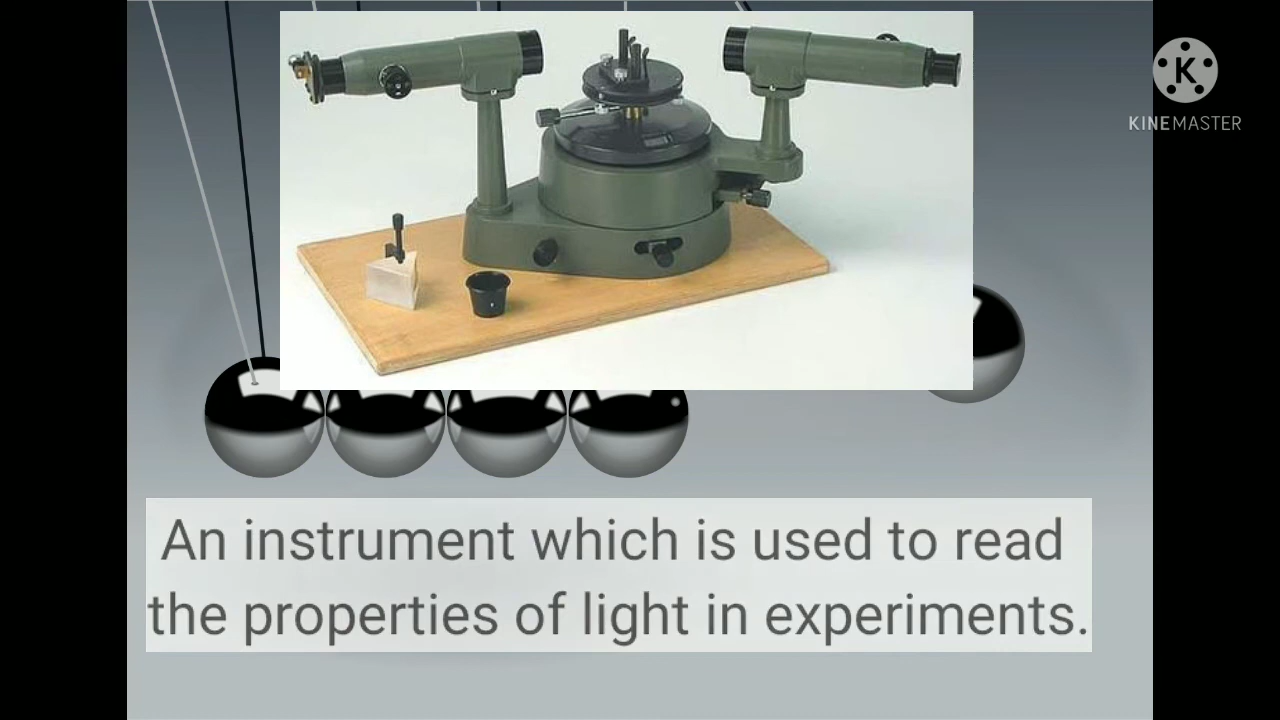 K
KINEMASTER
An instrument which is used to read
the properties of light in experiments.